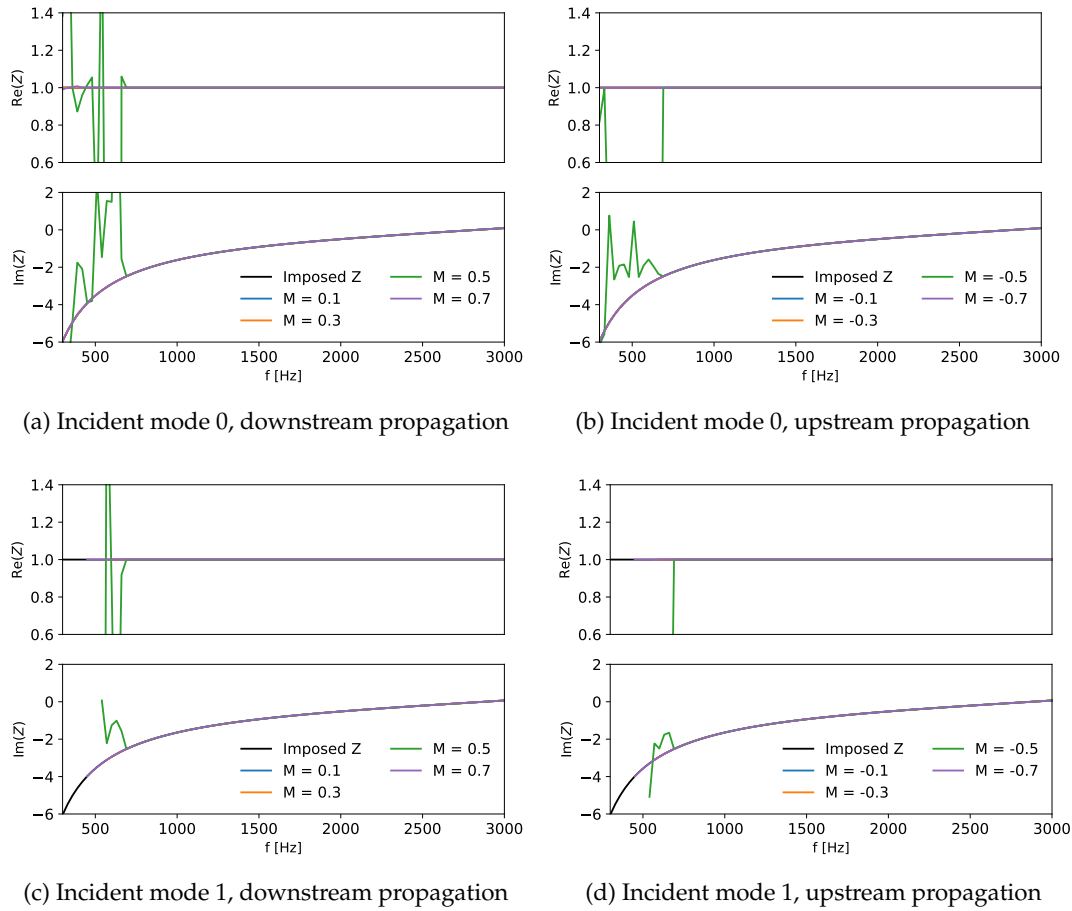 1.4
1.2
1.0
0.8
0.6
Re(Z)
2
0
−2
−4
−6
Im(Z)
Imposed Z
M = 0.1
M = 0.3
M = 0.5
M = 0.7
500 1000 1500 2000 2500 3000
f [Hz]
(a) Incident mode 0, downstream propagation
1.4
1.2
1.0
0.8
0.6
Re(Z)
2
0
−2
−4
−6
Im(Z)
Imposed Z
M = -0.1
M = -0.3
M = -0.5
M = -0.7
500 1000 1500 2000 2500 3000
f [Hz]
(b) Incident mode 0, upstream propagation
1.4
1.2
1.0
0.8
0.6
Re(Z)
2
0
−2
−4
−6
Im(Z)
Imposed Z
M = 0.1
M = 0.3
M = 0.5
M = 0.7
500 1000 1500 2000 2500 3000
f [Hz]
(c) Incident mode 1, downstream propagation
1.4
1.2
1.0
0.8
0.6
Re(Z)
2
0
−2
−4
−6
Im(Z)
Imposed Z
M = -0.1
M = -0.3
M = -0.5
M = -0.7
500 1000 1500 2000 2500 3000
f [Hz]
(d) Incident mode 1, upstream propagation